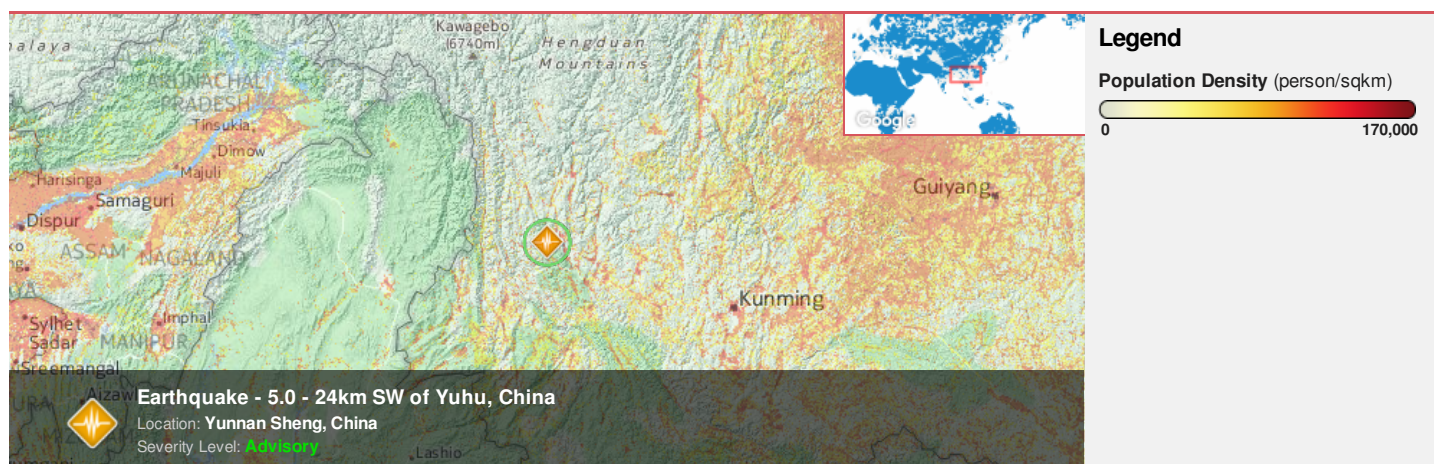 Kawagebo
(6740m)
Hengduan
Mountains
alaya
ARUNACHAL
PRADESH
Tinsukia
Dimow
Majuli
Harisinga
Samaguri
Dispur
ASSAM
NAGALAND
Imphal
Sylhet
Sadar
MANIPUR
Sreemangal
Guiyang
Kunming
Google
Earthquake - 5.0 - 24km SW of Yuhu, China
Location: Yunnan Sheng, China
Severity Level: Advisory
Lashio
Legend
Population Density (person/sqkm)
0 170,000